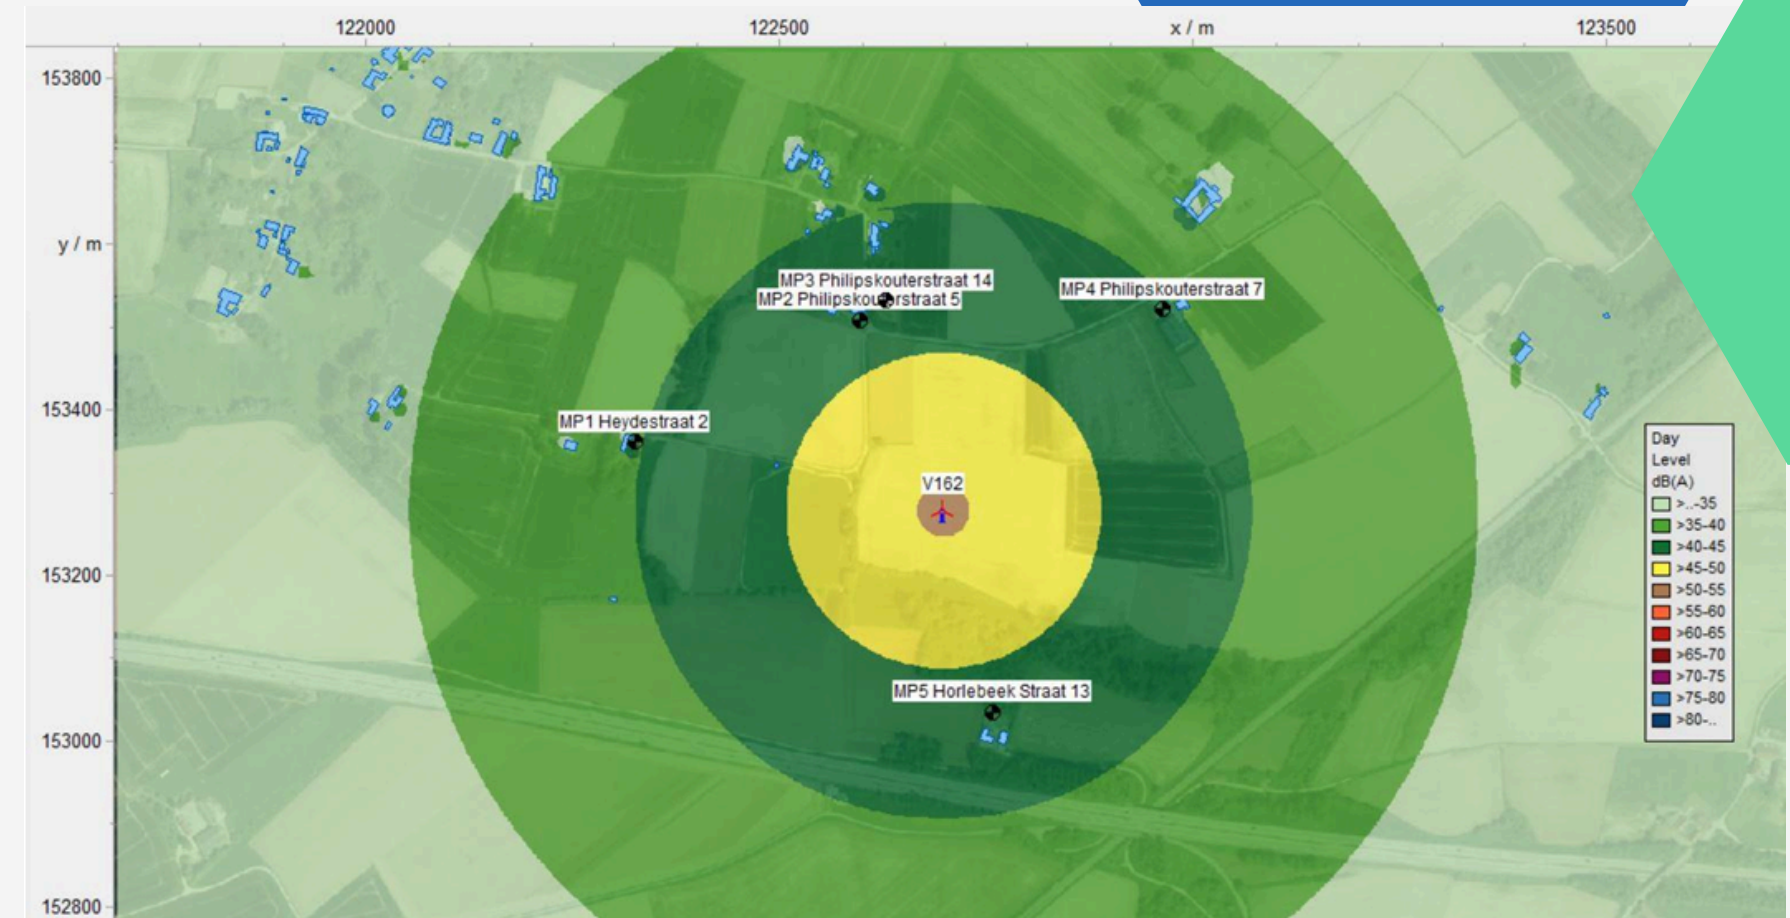 122000
122500
x / m
123500
153800
y / m
153400
153200
153000
152800
MP3 Philipskouterstraat 14
MP2 Philipskouterstraat 5
MP4 Philipskouterstraat 7
MP1 Heydestraat 2
V162
MP5 Horlebeek Straat 13
Day
Level
dB(A)
>..-35
>35-40
>40-45
>45-50
>50-55
>55-60
>60-65
>65-70
>70-75
>75-80
>80-..